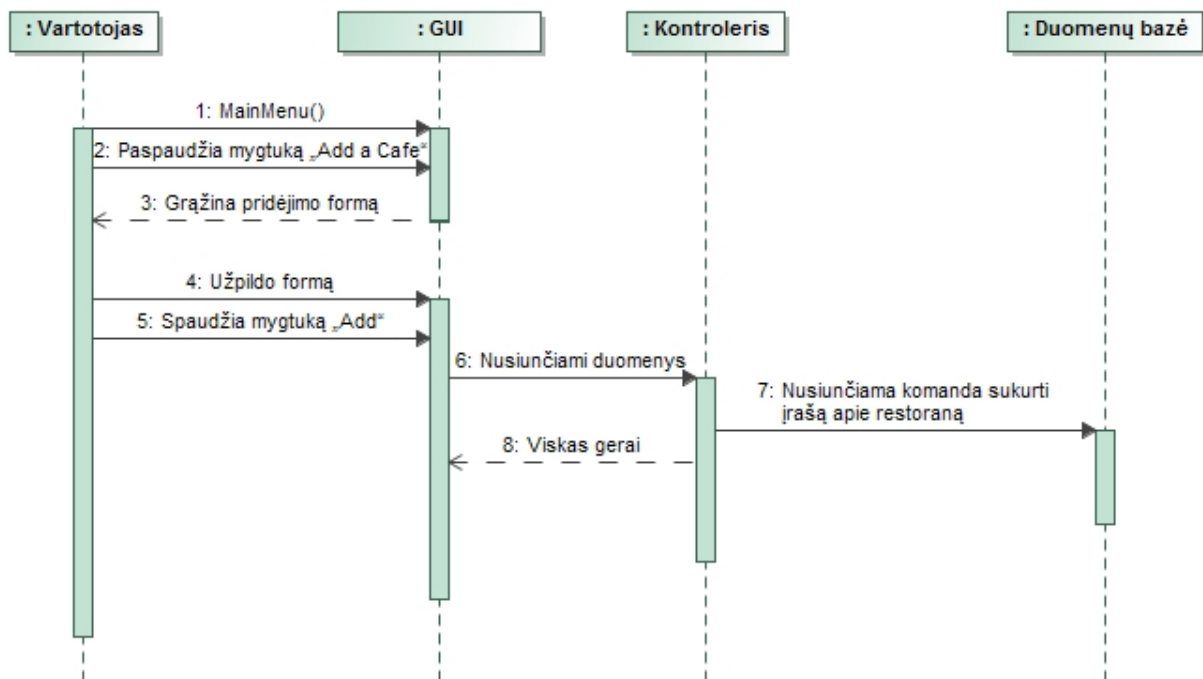 : Vartotojas
: GUI
: Kontroleris
: Duomenų bazė
1: MainMenu()
2: Paspaudžia mygtuką „Add a Cafe“
3: Grąžina pridėjimo formą
4: Užpildo formą
5: Spaudžia mygtuką „Add“
6: Nusiunčiami duomenys
7: Nusiunčiama komanda sukurti
įrašą apie restoraną
8: Viskas gerai